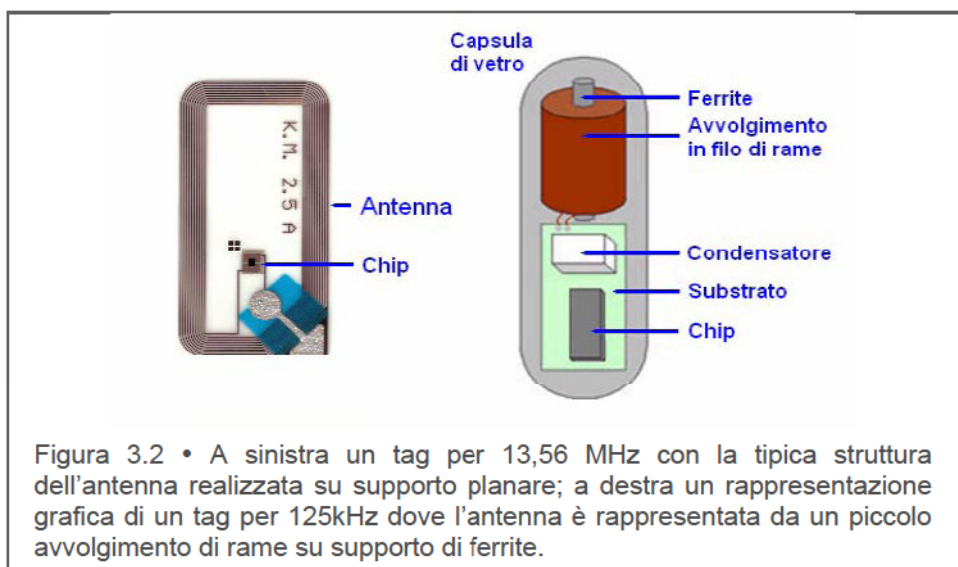 K.M. 2.5 A
Antenna
Chip
Capsula
di vetro
Ferrite
Avvolgimento
in filo di rame
Condensatore
Substrato
Chip
Figura 3.2 • A sinistra un tag per 13,56 MHz con la tipica struttura
dell'antenna realizzata su supporto planare; a destra un rappresentazione
grafica di un tag per 125kHz dove l'antenna è rappresentata da un piccolo
avvolgimento di rame su supporto di ferrite.